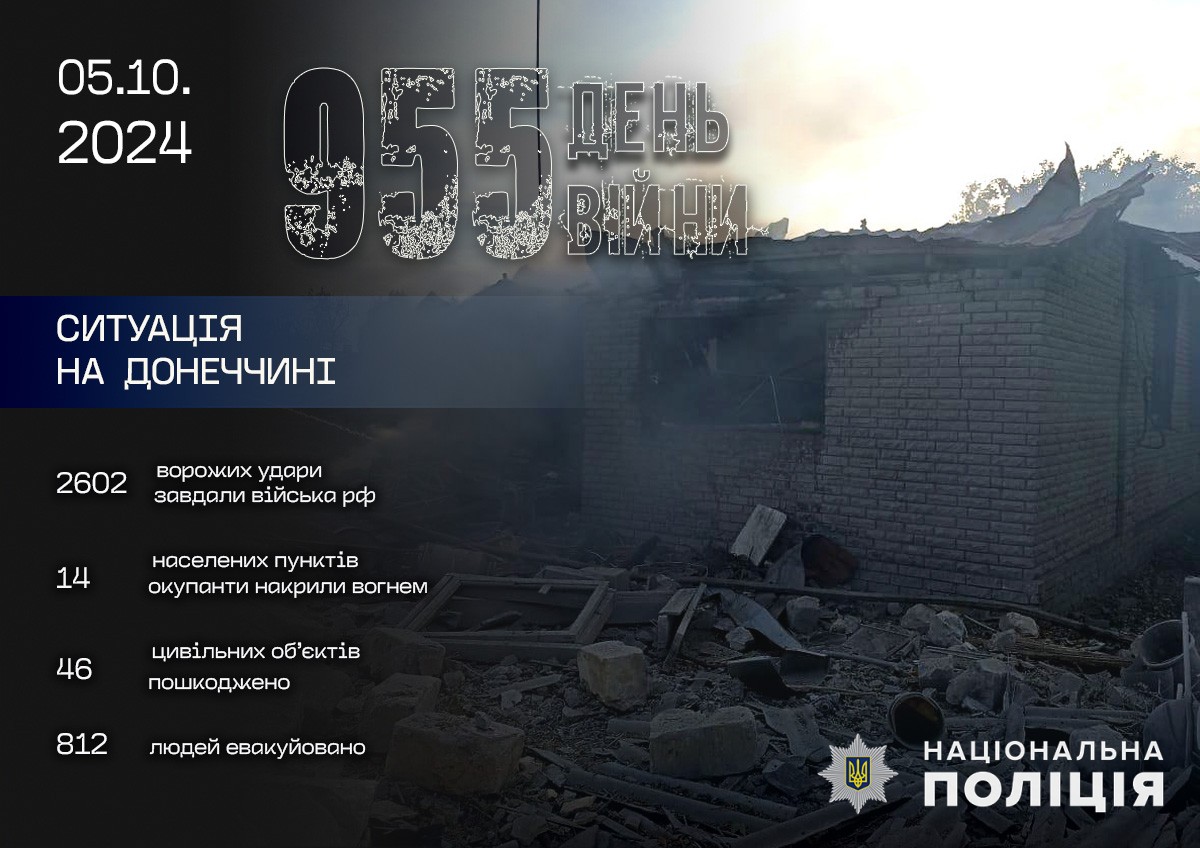 05.10.
2024
955 ДЕНЬ
ВІЙНИ
СИТУАЦІЯ
НА ДОНЕЧЧИНІ
2602 ворожих удари
завдали війська рф
14 населених пунктів
окупанти накрили вогнем
46 цивільних об'єктів
пошкоджено
812 людей евакуйовано
НАЦІОНАЛЬНА
ПОЛІЦІЯ